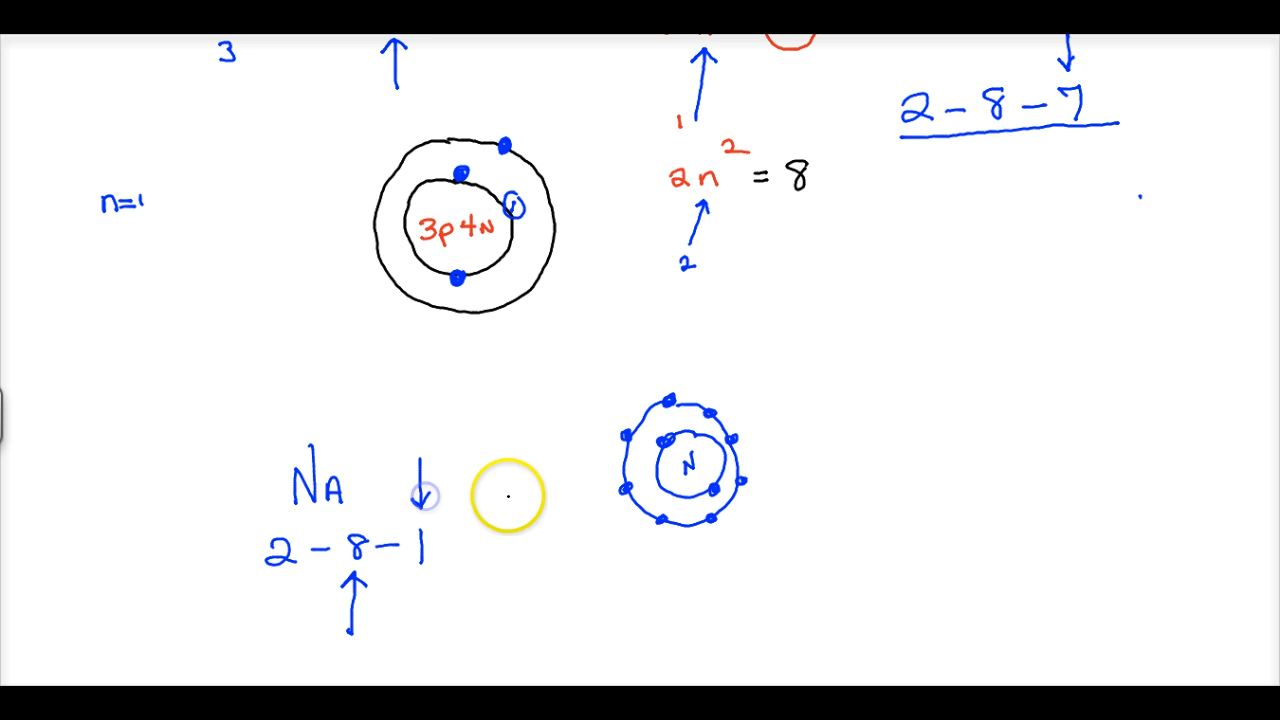 3
2-8-7
1
2n² = 8
n=1
3p 4N
2
N
NA
2-8-1